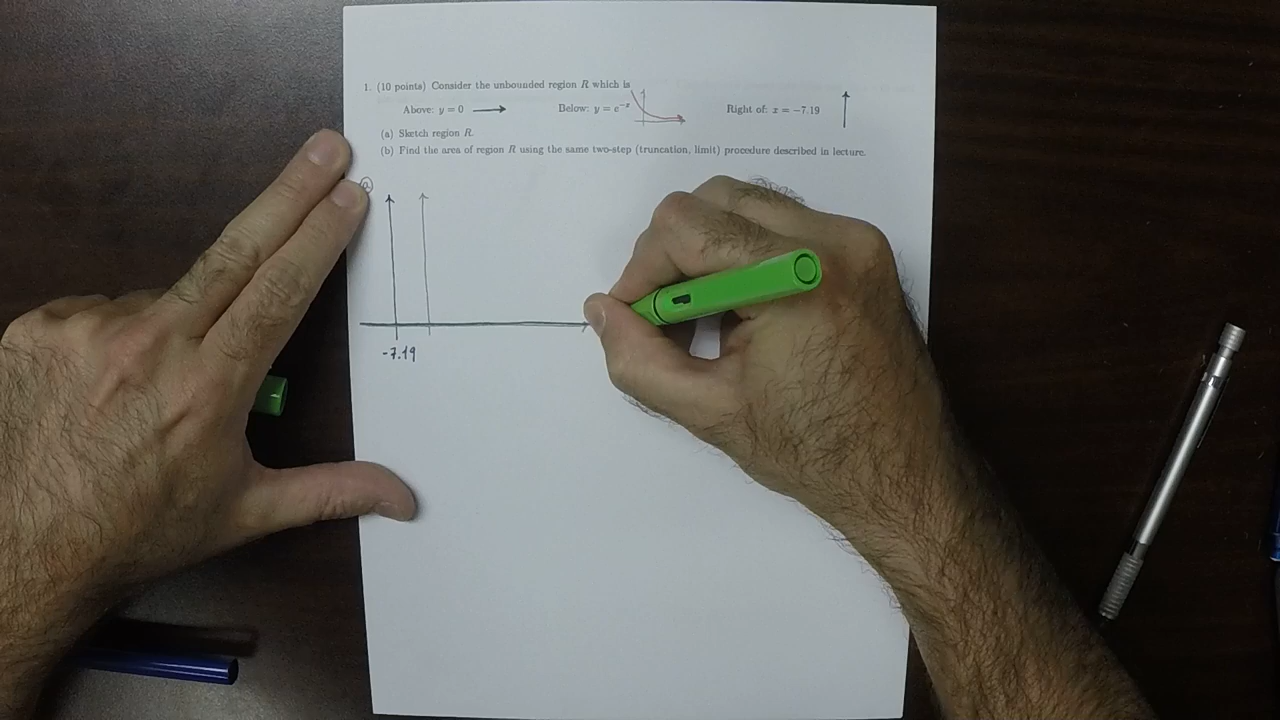 1. (10 points) Consider the unbounded region R which is
Above: y = 0 Below: y = e⁻ˣ Right of: x = −7.19
(a) Sketch region R.
(b) Find the area of region R using the same two-step (truncation, limit) procedure described in lecture.
a
-7.19